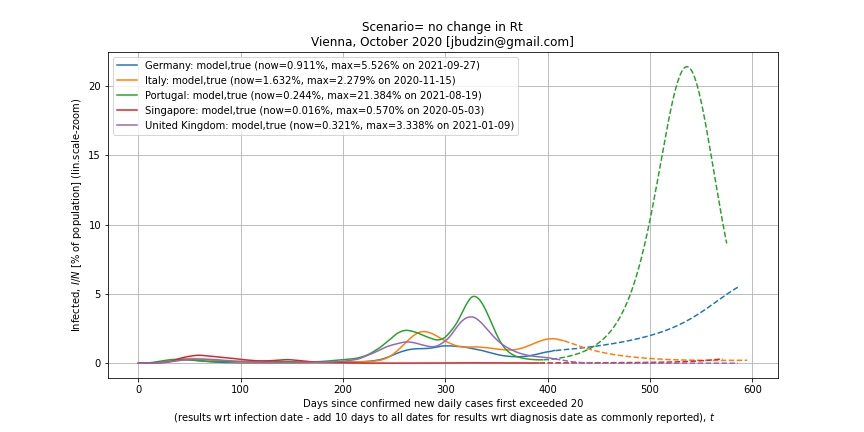 Scenario= no change in Rt
Vienna, October 2020 [jbudzin@gmail.com]
Germany: model,true (now=0.911%, max=5.526% on 2021-09-27)
Italy: model,true (now=1.632%, max=2.279% on 2020-11-15)
Portugal: model,true (now=0.244%, max=21.384% on 2021-08-19)
Singapore: model,true (now=0.016%, max=0.570% on 2020-05-03)
United Kingdom: model,true (now=0.321%, max=3.338% on 2021-01-09)
Infected, I/N [% of population] (lin.scale-zoom)
20
15
10
5
0
0 100 200 300 400 500 600
Days since confirmed new daily cases first exceeded 20
(results wrt infection date - add 10 days to all dates for results wrt diagnosis date as commonly reported), t